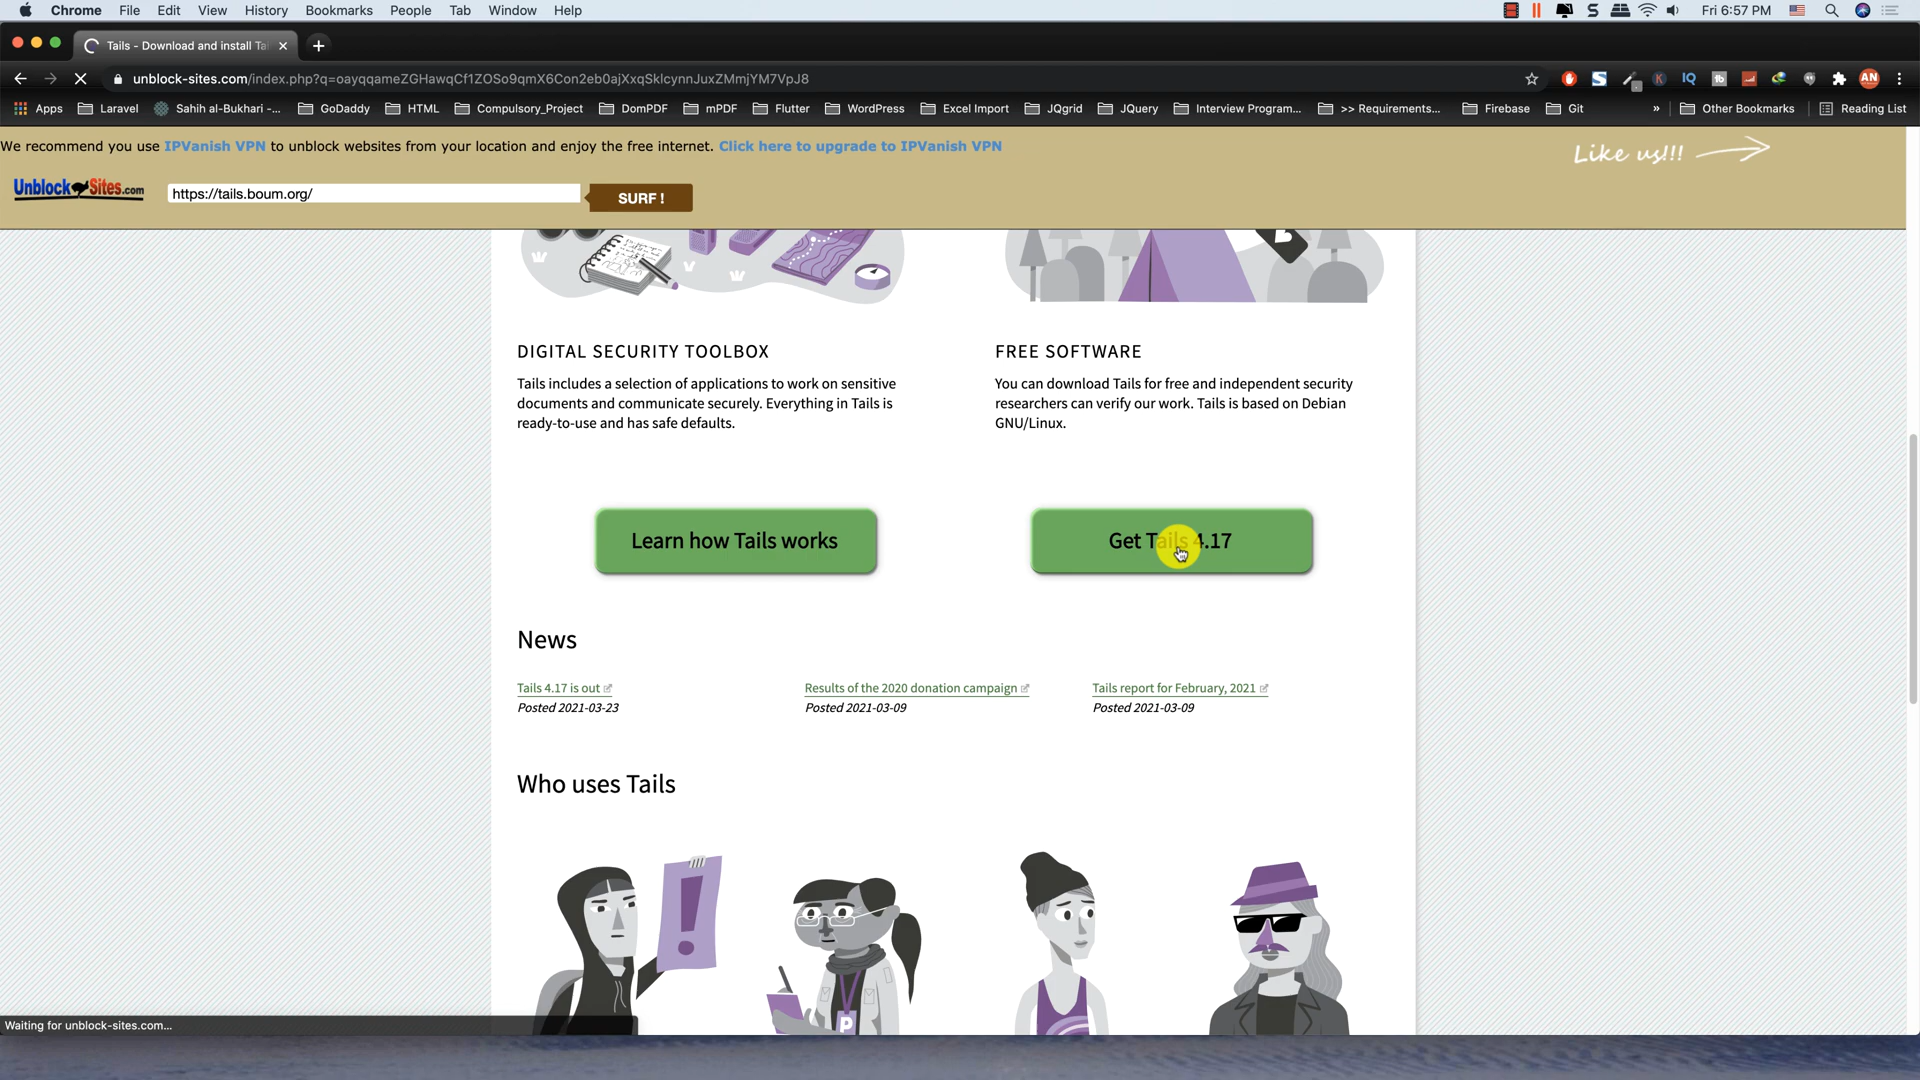 Chrome File Edit View History Bookmarks People Tab Window Help Fri 6:57 PM
Tails - Download and install Tai
unblock-sites.com/index.php?q=oayqqameZGHawqCf1ZOSo9qmX6Con2eb0ajXxqSklcynnJuxZMmjYM7VpJ8
Apps Laravel Sahih al-Bukhari -... GoDaddy HTML Compulsory_Project DomPDF mPDF Flutter WordPress Excel Import JQgrid JQuery Interview Program... >> Requirements... Firebase Git » Other Bookmarks Reading List
We recommend you use IPVanish VPN to unblock websites from your location and enjoy the free internet. Click here to upgrade to IPVanish VPN
Like us!!!
UnblockSites.com https://tails.boum.org/ SURF !
DIGITAL SECURITY TOOLBOX
Tails includes a selection of applications to work on sensitive
documents and communicate securely. Everything in Tails is
ready-to-use and has safe defaults.
FREE SOFTWARE
You can download Tails for free and independent security
researchers can verify our work. Tails is based on Debian
GNU/Linux.
Learn how Tails works
Get Tails 4.17
News
Tails 4.17 is out
Posted 2021-03-23
Results of the 2020 donation campaign
Posted 2021-03-09
Tails report for February, 2021
Posted 2021-03-09
Who uses Tails
P
Waiting for unblock-sites.com...